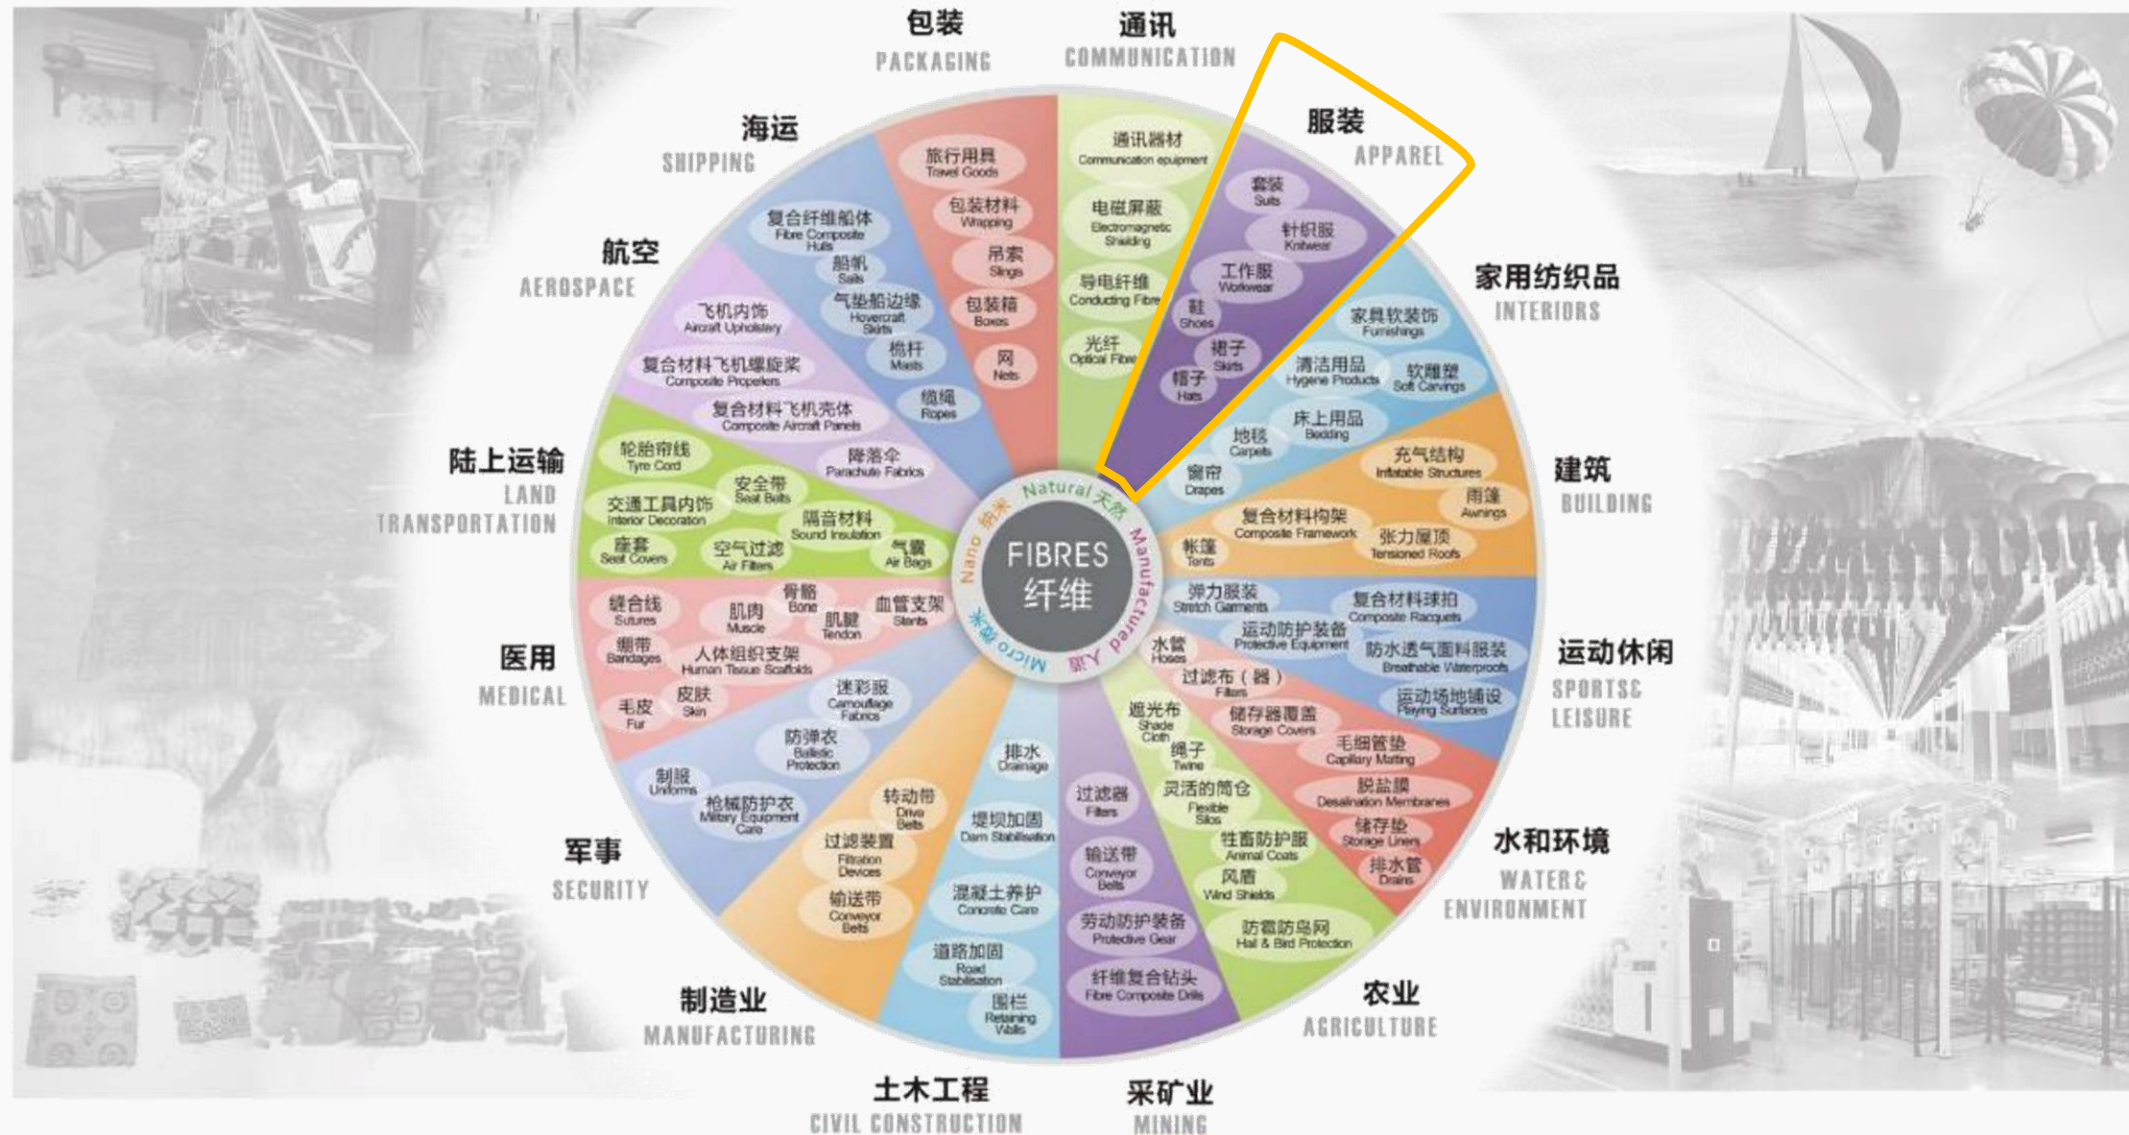 包装
PACKAGING
通讯
COMMUNICATION
服装
APPAREL
家用纺织品
INTERIORS
建筑
BUILDING
运动休闲
SPORTS&
LEISURE
水和环境
WATER&
ENVIRONMENT
农业
AGRICULTURE
采矿业
MINING
土木工程
CIVIL CONSTRUCTION
制造业
MANUFACTURING
军事
SECURITY
医用
MEDICAL
陆上运输
LAND
TRANSPORTATION
航空
AEROSPACE
海运
SHIPPING
旅行用具
Travel Goods
包装材料
Wrapping
吊索
Slings
包装箱
Boxes
网
Nets
通讯器材
Communication equipment
电磁屏蔽
Electromagnetic
Shielding
导电纤维
Conducting Fibre
光纤
Optical Fibre
套装
Suits
针织服
Knitwear
工作服
Workwear
鞋
Shoes
裙子
Skirts
帽子
Hats
家具软装饰
Furnishings
清洁用品
Hygene Products
软雕塑
Soft Carvings
床上用品
Bedding
地毯
Carpets
窗帘
Drapes
充气结构
Inflatable Structures
雨蓬
Awnings
复合材料构架
Composite Framework
张力屋顶
Tensioned Roofs
帐篷
Tents
弹力服装
Stretch Garments
复合材料球拍
Composite Racquets
运动防护装备
Protective Equipment
防水透气面料服装
Breathable Waterproofs
运动场地铺设
Playing Surfaces
水管
Hoses
过滤布（器）
Filters
储存器覆盖
Storage Covers
毛细管垫
Capillary Matting
脱盐膜
Desalination Membranes
储存垫
Storage Liners
排水管
Drains
遮光布
Shade
Cloth
绳子
Twine
灵活的筒仓
Flexible
Silos
牲畜防护服
Animal Coats
风盾
Wind Shields
防雹防鸟网
Hail & Bird Protection
过滤器
Filters
输送带
Conveyor
Belts
劳动防护装备
Protective Gear
纤维复合钻头
Fibre Composite Drills
排水
Drainage
堤坝加固
Dam Stabilisation
混凝土养护
Concrete Care
道路加固
Road
Stabilisation
围栏
Retaining
Walls
转动带
Drive
Belts
过滤装置
Filtration
Devices
输送带
Conveyor
Belts
迷彩服
Camouflage
Fabrics
防弹衣
Ballistic
Protection
制服
Uniforms
枪械防护衣
Military Equipment
Care
缝合线
Sutures
肌肉
Muscle
骨骼
Bone
肌腱
Tendon
血管支架
Stents
绷带
Bandages
人体组织支架
Human Tissue Scaffolds
毛皮
Fur
皮肤
Skin
轮胎帘线
Tyre Cord
安全带
Seat Belts
交通工具内饰
Interior Decoration
隔音材料
Sound Insulation
座套
Seat Covers
空气过滤
Air Filters
气囊
Air Bags
飞机内饰
Aircraft Upholstery
复合材料飞机螺旋桨
Composite Propellers
复合材料飞机壳体
Composite Aircraft Panels
降落伞
Parachute Fabrics
复合纤维船体
Fibre Composite
Hulls
船帆
Sails
气垫船边缘
Hovercraft
Skirts
桅杆
Masts
缆绳
Ropes
Natural 天然
Manufactured 人造
Micro 微米
Nano 纳米
FIBRES
纤维